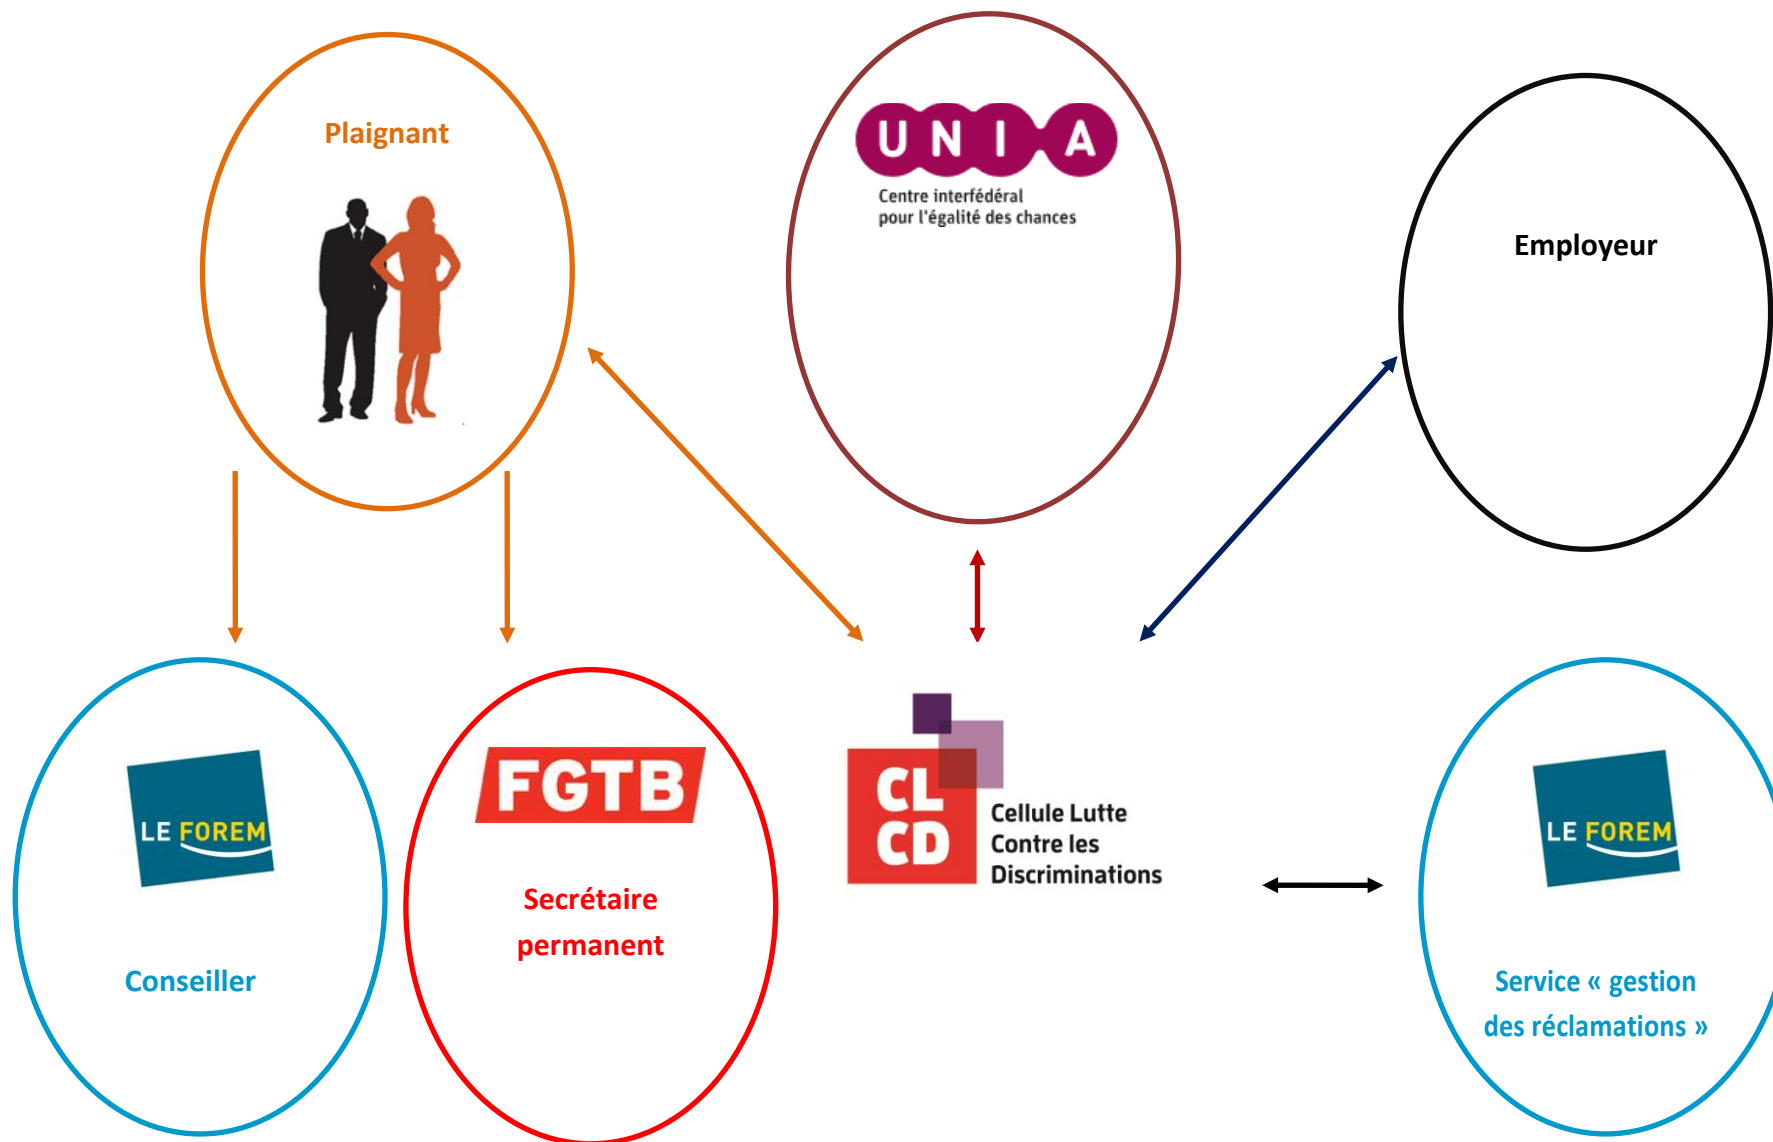 Plaignant
UNIA
Centre interfédéral
pour l'égalité des chances
Employeur
LE FOREM
Conseiller
FGTB
Secrétaire
permanent
CL
CD
Cellule Lutte
Contre les
Discriminations
LE FOREM
Service « gestion
des réclamations »